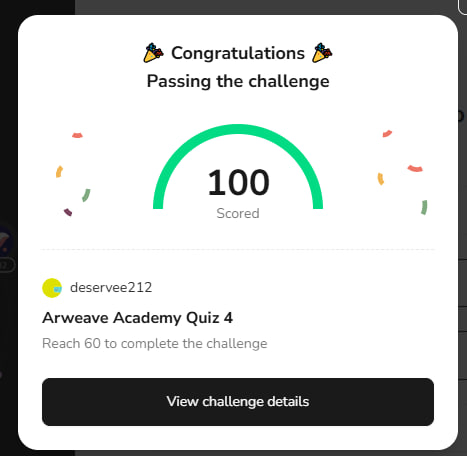 Congratulations
Passing the challenge
100
Scored
deservee212
Arweave Academy Quiz 4
Reach 60 to complete the challenge
View challenge details